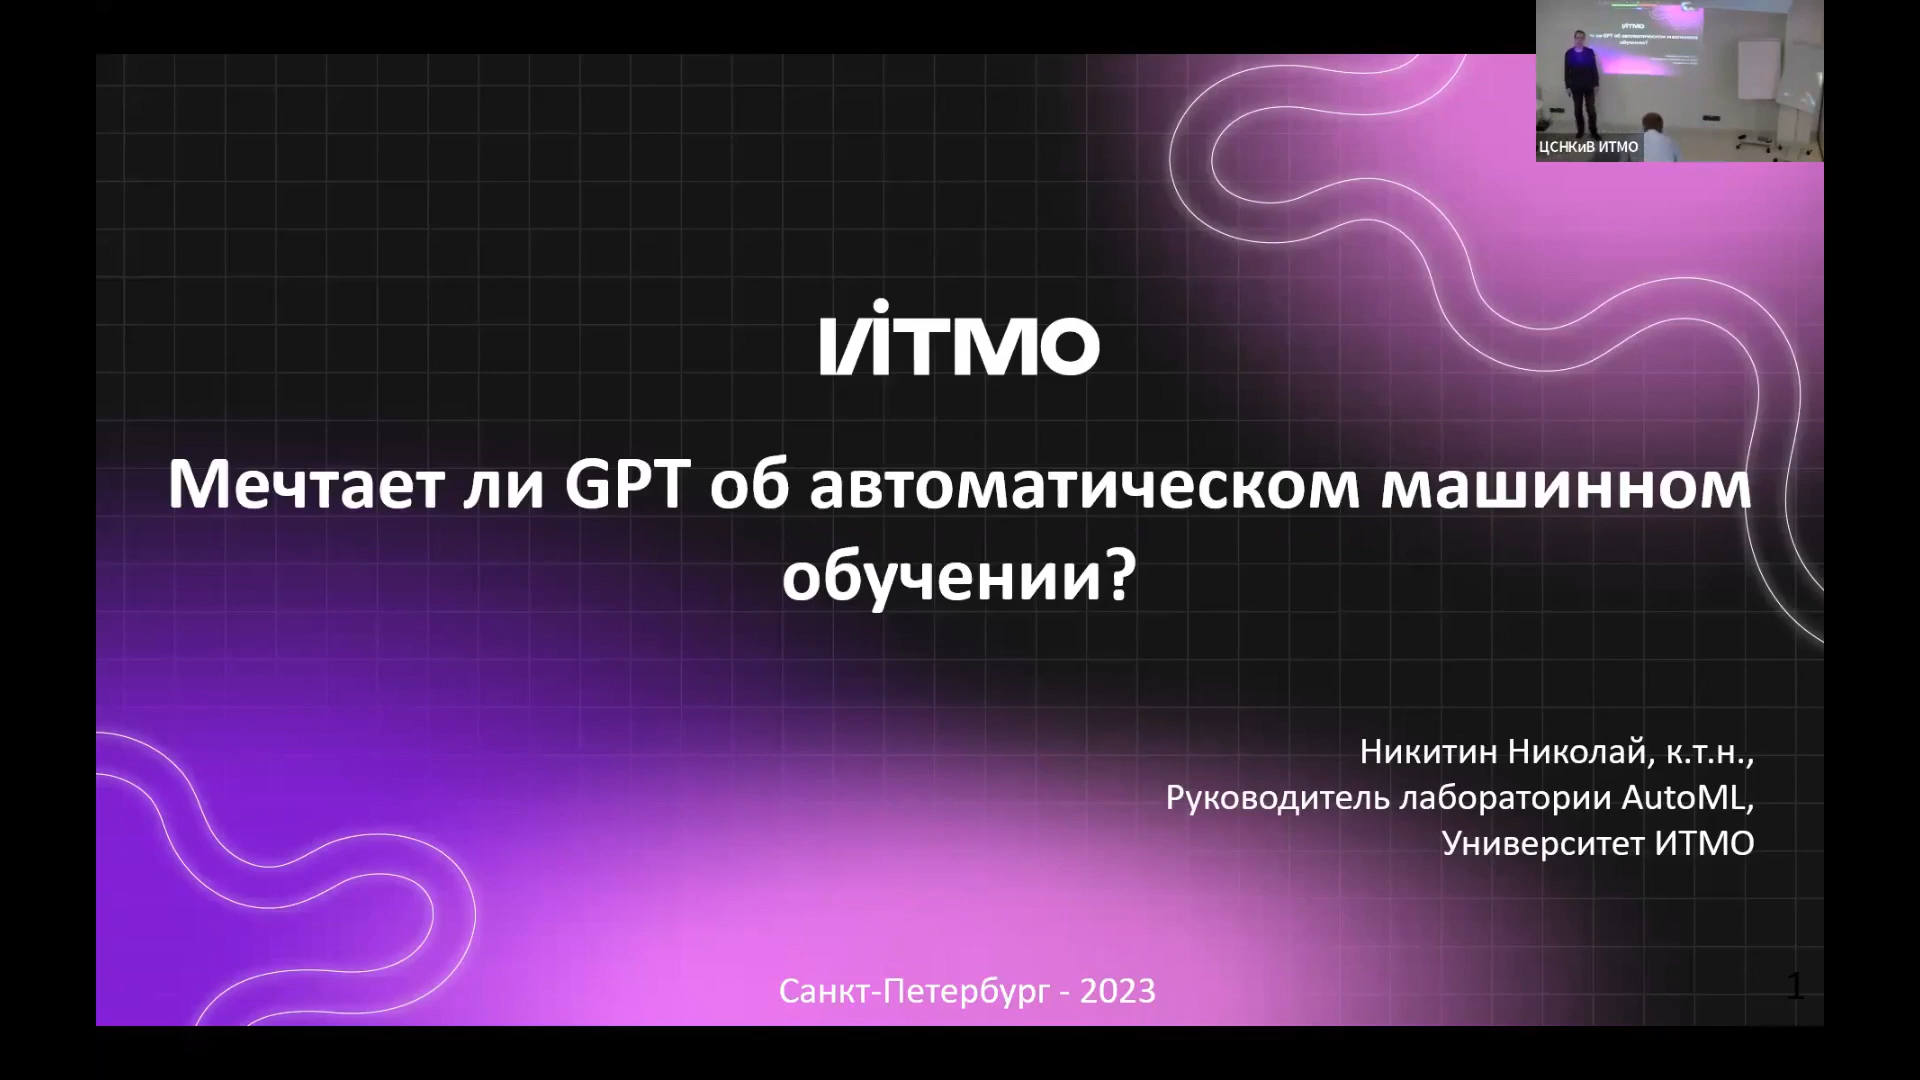 ЦСНКиВ ИТМО
ИТМО
Мечтает ли GPT об автоматическом машинном
обучении?
Никитин Николай, к.т.н.,
Руководитель лаборатории AutoML,
Университет ИТМО
Санкт-Петербург - 2023
1